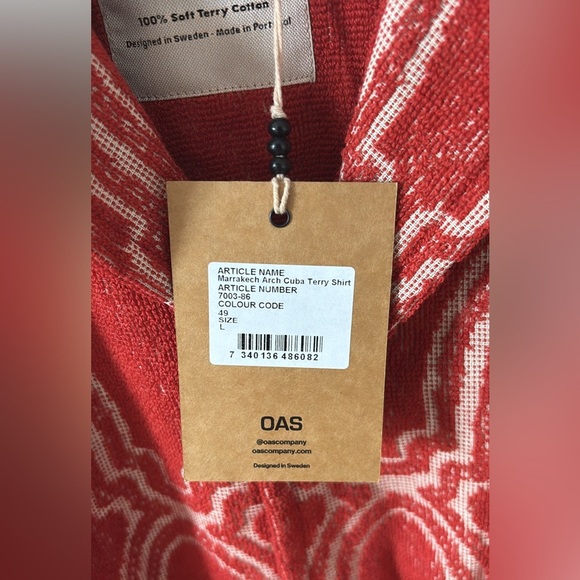 100% Soft Terry Cotton
Designed in Sweden - Made in Portugal
ARTICLE NAME
Marrakech Arch Cuba Terry Shirt
ARTICLE NUMBER
7003-86
COLOUR CODE
49
SIZE
L
7 340136 486082
OAS
@oascompany
oascompany.com
Designed in Sweden